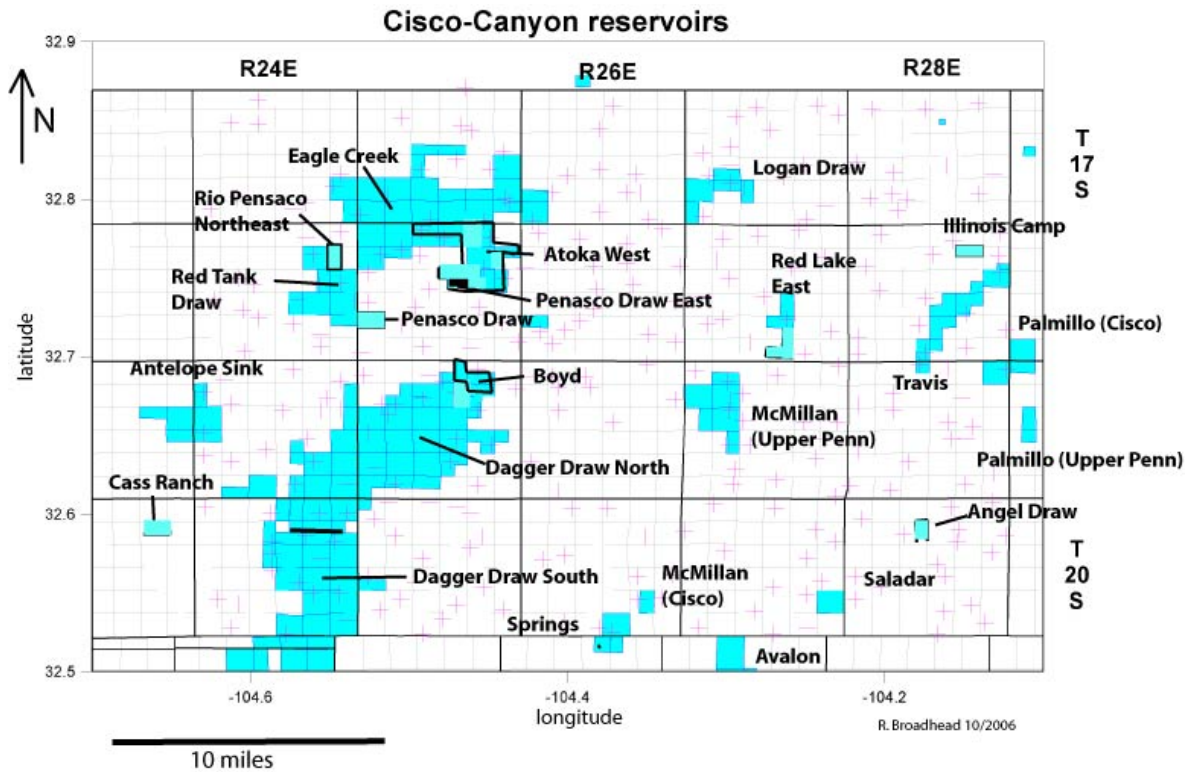 Cisco-Canyon reservoirs
32.9
R24E
R26E
R28E
N
T
17
S
Eagle Creek
Logan Draw
Rio Pensaco
Northeast
32.8
Illinois Camp
Atoka West
Red Lake
East
Red Tank
Draw
Penasco Draw East
Penasco Draw
Palmillo (Cisco)
latitude
32.7
Antelope Sink
Boyd
Travis
McMillan
(Upper Penn)
Dagger Draw North
Palmillo (Upper Penn)
Cass Ranch
32.6
Angel Draw
T
20
S
Dagger Draw South
McMillan
(Cisco)
Saladar
Springs
Avalon
32.5
-104.6
-104.4
-104.2
longitude
R. Broadhead 10/2006
10 miles